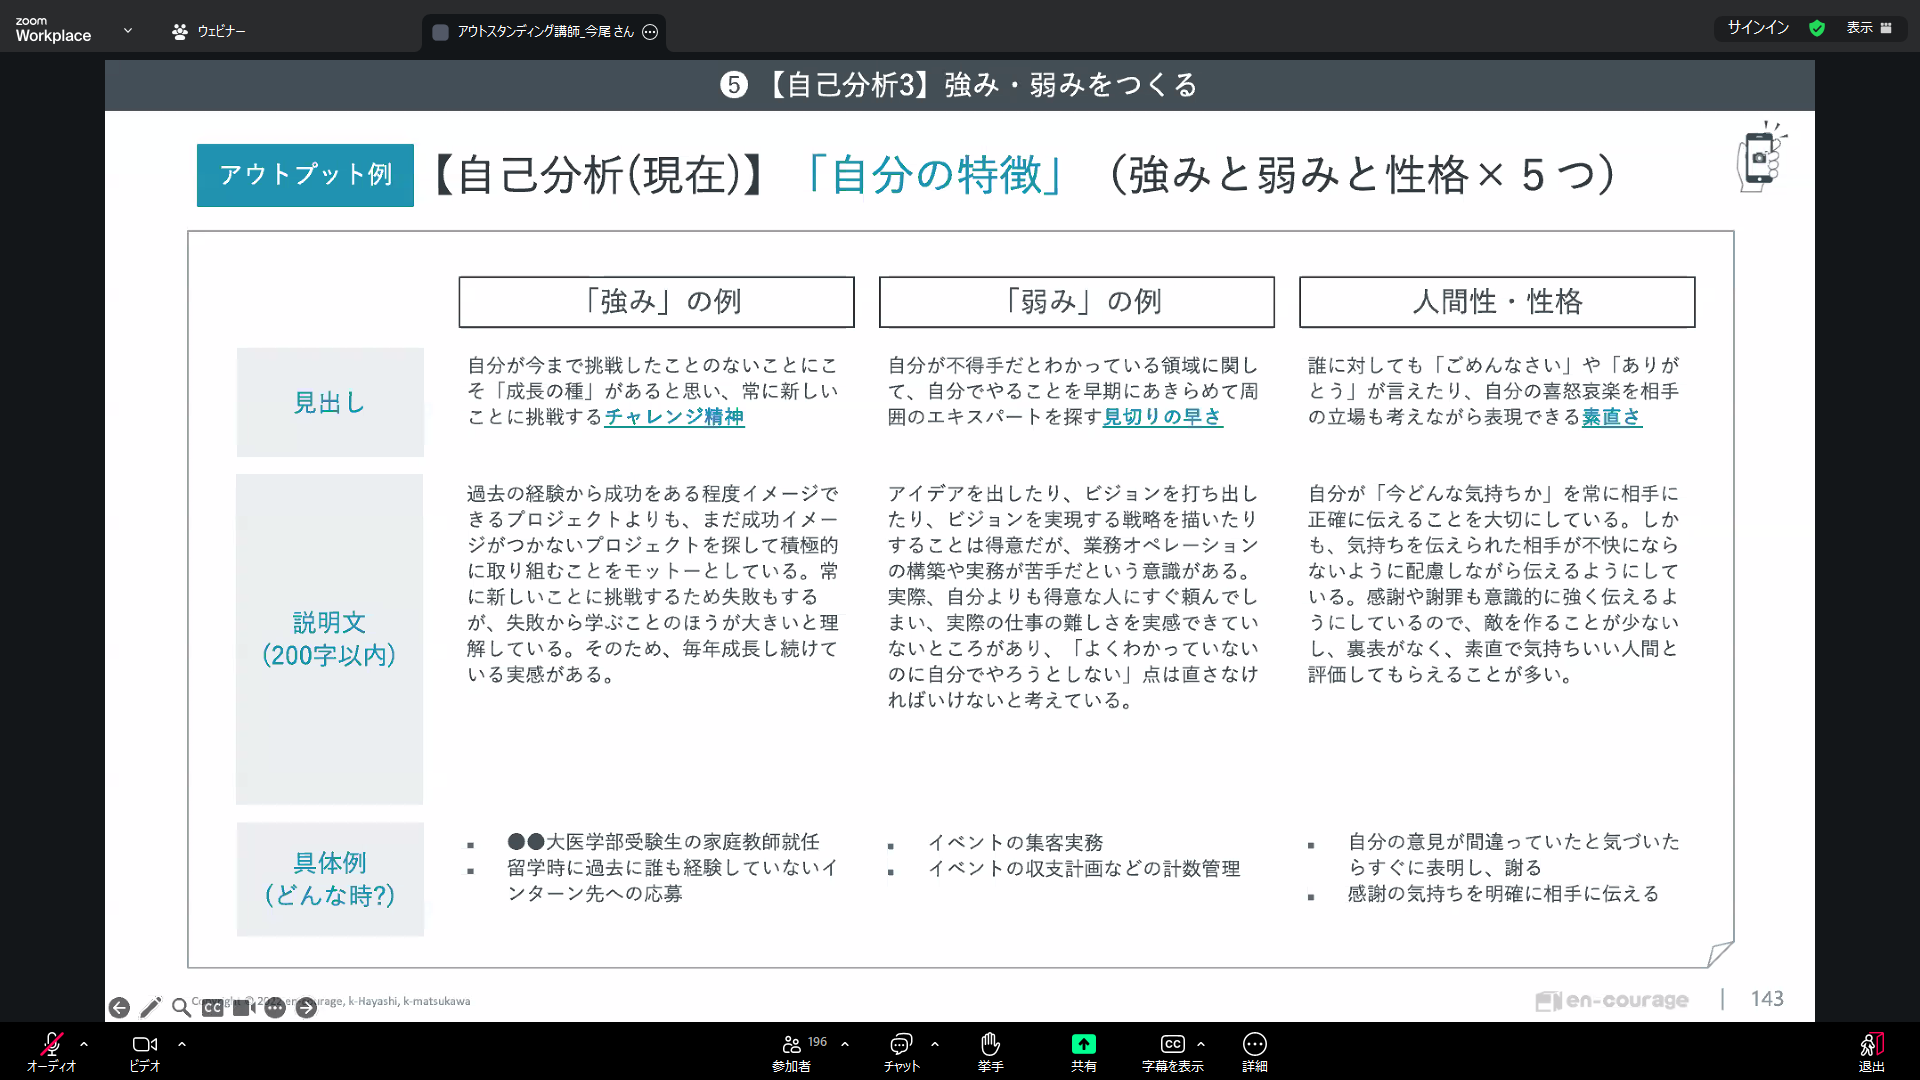 zoom
Workplace
ウェビナー
アウトスタンディング講師_今尾 さん
サインイン
表示
❺ 【自己分析3】強み・弱みをつくる
アウトプット例
【自己分析(現在)】「自分の特徴」（強みと弱みと性格×５つ）
「強み」の例
「弱み」の例
人間性・性格
見出し
自分が今まで挑戦したことのないことにこ
そ「成長の種」があると思い、常に新しい
ことに挑戦するチャレンジ精神
自分が不得手だとわかっている領域に関し
て、自分でやることを早期にあきらめて周
囲のエキスパートを探す見切りの早さ
誰に対しても「ごめんなさい」や「ありが
とう」が言えたり、自分の喜怒哀楽を相手
の立場も考えながら表現できる素直さ
説明文
(200字以内)
過去の経験から成功をある程度イメージで
きるプロジェクトよりも、まだ成功イメー
ジがつかないプロジェクトを探して積極的
に取り組むことをモットーとしている。常
に新しいことに挑戦するため失敗もする
が、失敗から学ぶことのほうが大きいと理
解している。そのため、毎年成長し続けて
いる実感がある。
アイデアを出したり、ビジョンを打ち出し
たり、ビジョンを実現する戦略を描いたり
することは得意だが、業務オペレーション
の構築や実務が苦手だという意識がある。
実際、自分よりも得意な人にすぐ頼んでし
まい、実際の仕事の難しさを実感できてい
ないところがあり、「よくわかっていない
のに自分でやろうとしない」点は直さなけ
ればいけないと考えている。
自分が「今どんな気持ちか」を常に相手に
正確に伝えることを大切にしている。しか
も、気持ちを伝えられた相手が不快になら
ないように配慮しながら伝えるようにして
いる。感謝や謝罪も意識的に強く伝えるよ
うにしているので、敵を作ることが少ない
し、裏表がなく、素直で気持ちいい人間と
評価してもらえることが多い。
具体例
(どんな時?)
▪ ●●大医学部受験生の家庭教師就任
▪ 留学時に過去に誰も経験していないイ
ンターン先への応募
▪ イベントの集客実務
▪ イベントの収支計画などの計数管理
▪ 自分の意見が間違っていたと気づいた
らすぐに表明し、謝る
▪ 感謝の気持ちを明確に相手に伝える
en-courage, k-Hayashi, k-matsukawa
en-courage | 143
オーディオ
ビデオ
196
参加者
チャット
挙手
共有
CC
字幕を表示
詳細
退出